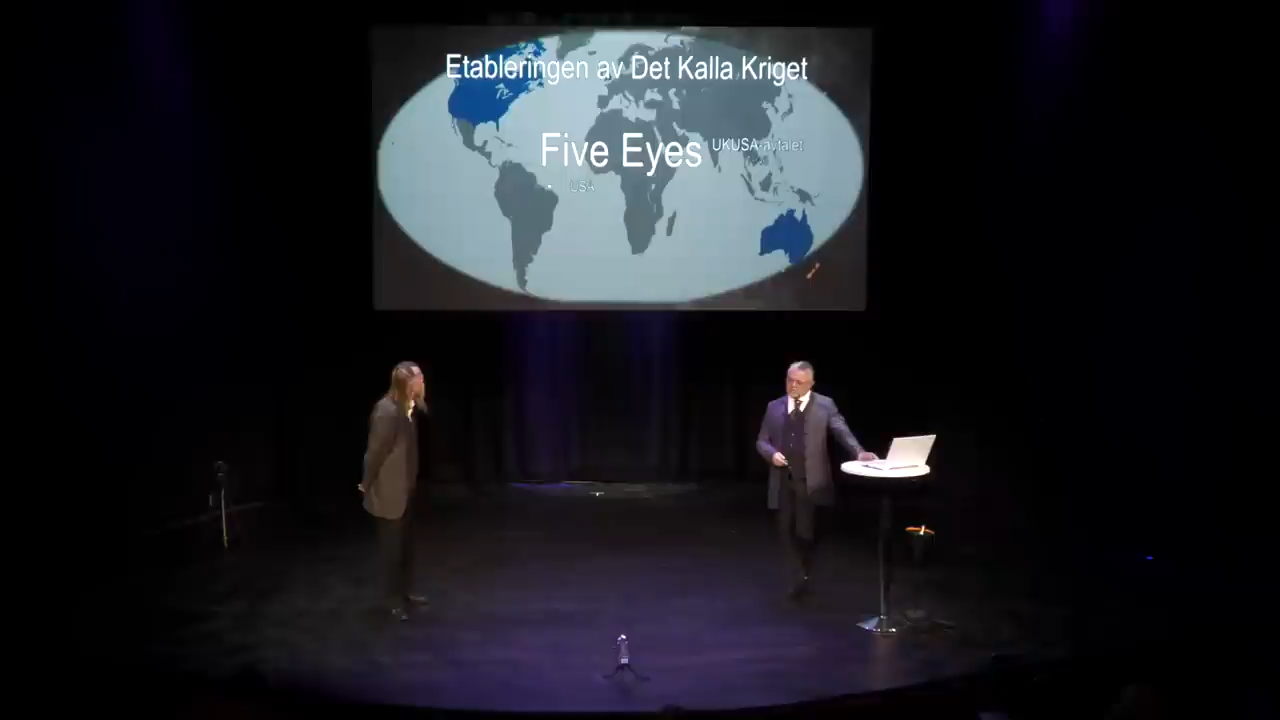 Etableringen av Det Kalla Kriget
Five Eyes UKUSA-avtalet
• USA